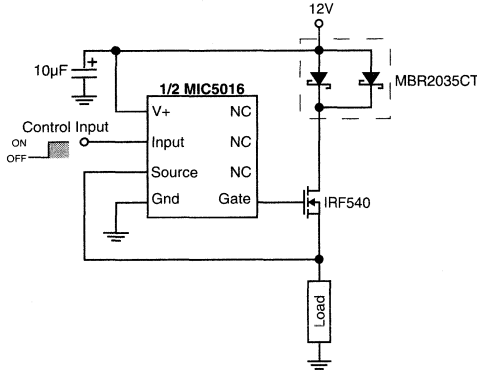 12V
10µF
+
1/2 MIC5016
MBR2035CT
V+ NC
Control Input
ON
OFF
Input NC
Source NC
Gnd Gate
IRF540
Load